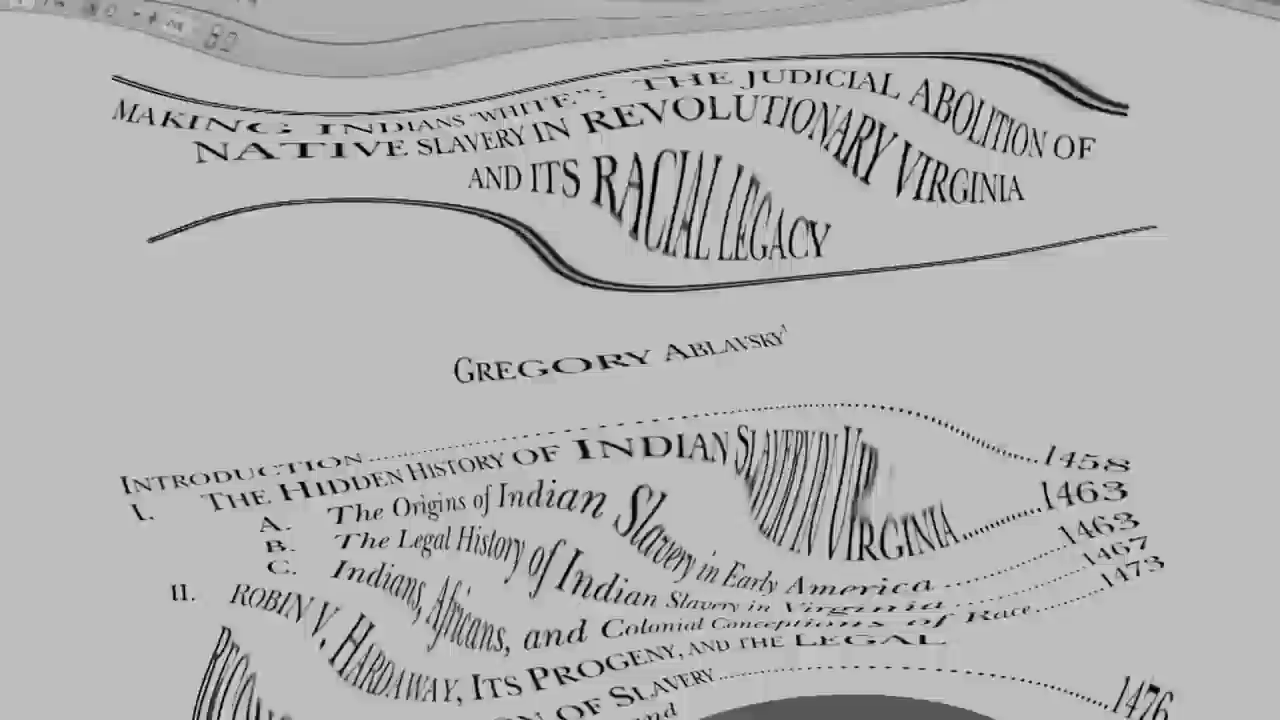 MAKING INDIANS "WHITE": THE JUDICIAL ABOLITION OF
NATIVE SLAVERY IN REVOLUTIONARY VIRGINIA
AND ITS RACIAL LEGACY
GREGORY ABLAVSKY†
INTRODUCTION 1458
I. THE HIDDEN HISTORY OF INDIAN SLAVERY IN VIRGINIA 1463
A. The Origins of Indian Slavery in Early America 1463
B. The Legal History of Indian Slavery in Virginia 1467
C. Indians, Africans, and Colonial Conceptions of Race 1473
II. ROBIN V. HARDAWAY, ITS PROGENY, AND THE LEGAL
OF SLAVERY 1476
and